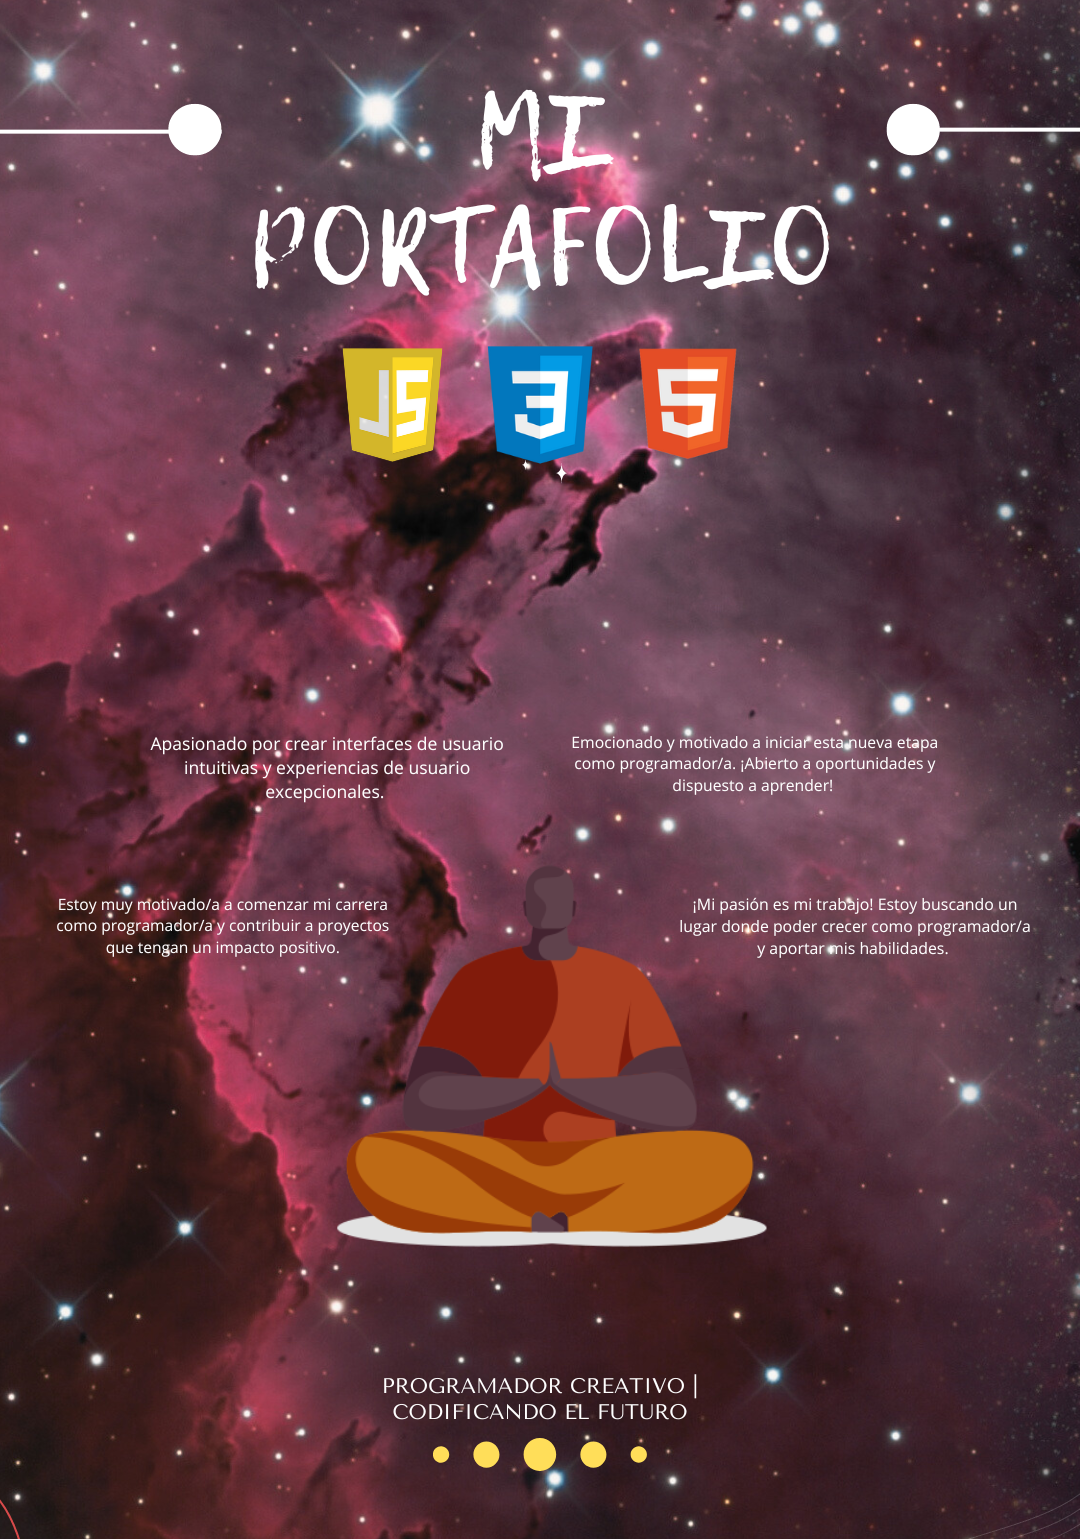 MI
PORTAFOLIO
JS 3 5
Apasionado por crear interfaces de usuario
intuitivas y experiencias de usuario
excepcionales.
Emocionado y motivado a iniciar esta nueva etapa
como programador/a. ¡Abierto a oportunidades y
dispuesto a aprender!
Estoy muy motivado/a a comenzar mi carrera
como programador/a y contribuir a proyectos
que tengan un impacto positivo.
¡Mi pasión es mi trabajo! Estoy buscando un
lugar donde poder crecer como programador/a
y aportar mis habilidades.
PROGRAMADOR CREATIVO |
CODIFICANDO EL FUTURO